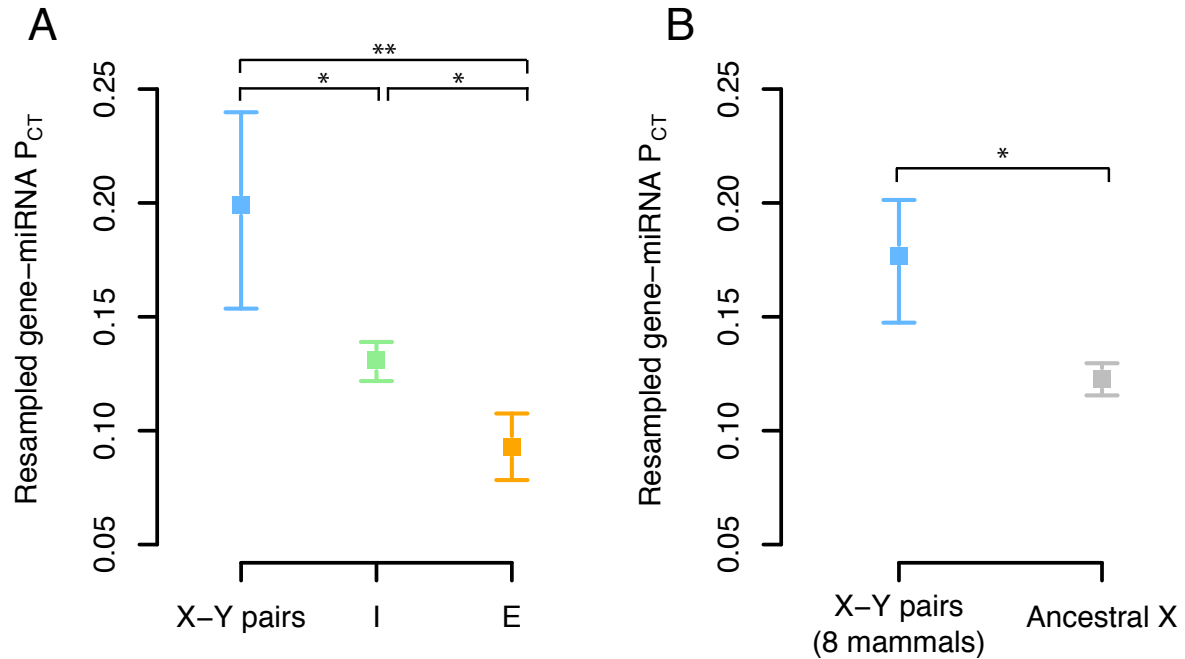 A
**
*
*
Resampled gene−miRNA P_CT
0.25
0.20
0.15
0.10
0.05
X−Y pairs
I
E
B
*
Resampled gene−miRNA P_CT
0.25
0.20
0.15
0.10
0.05
X−Y pairs
(8 mammals)
Ancestral X